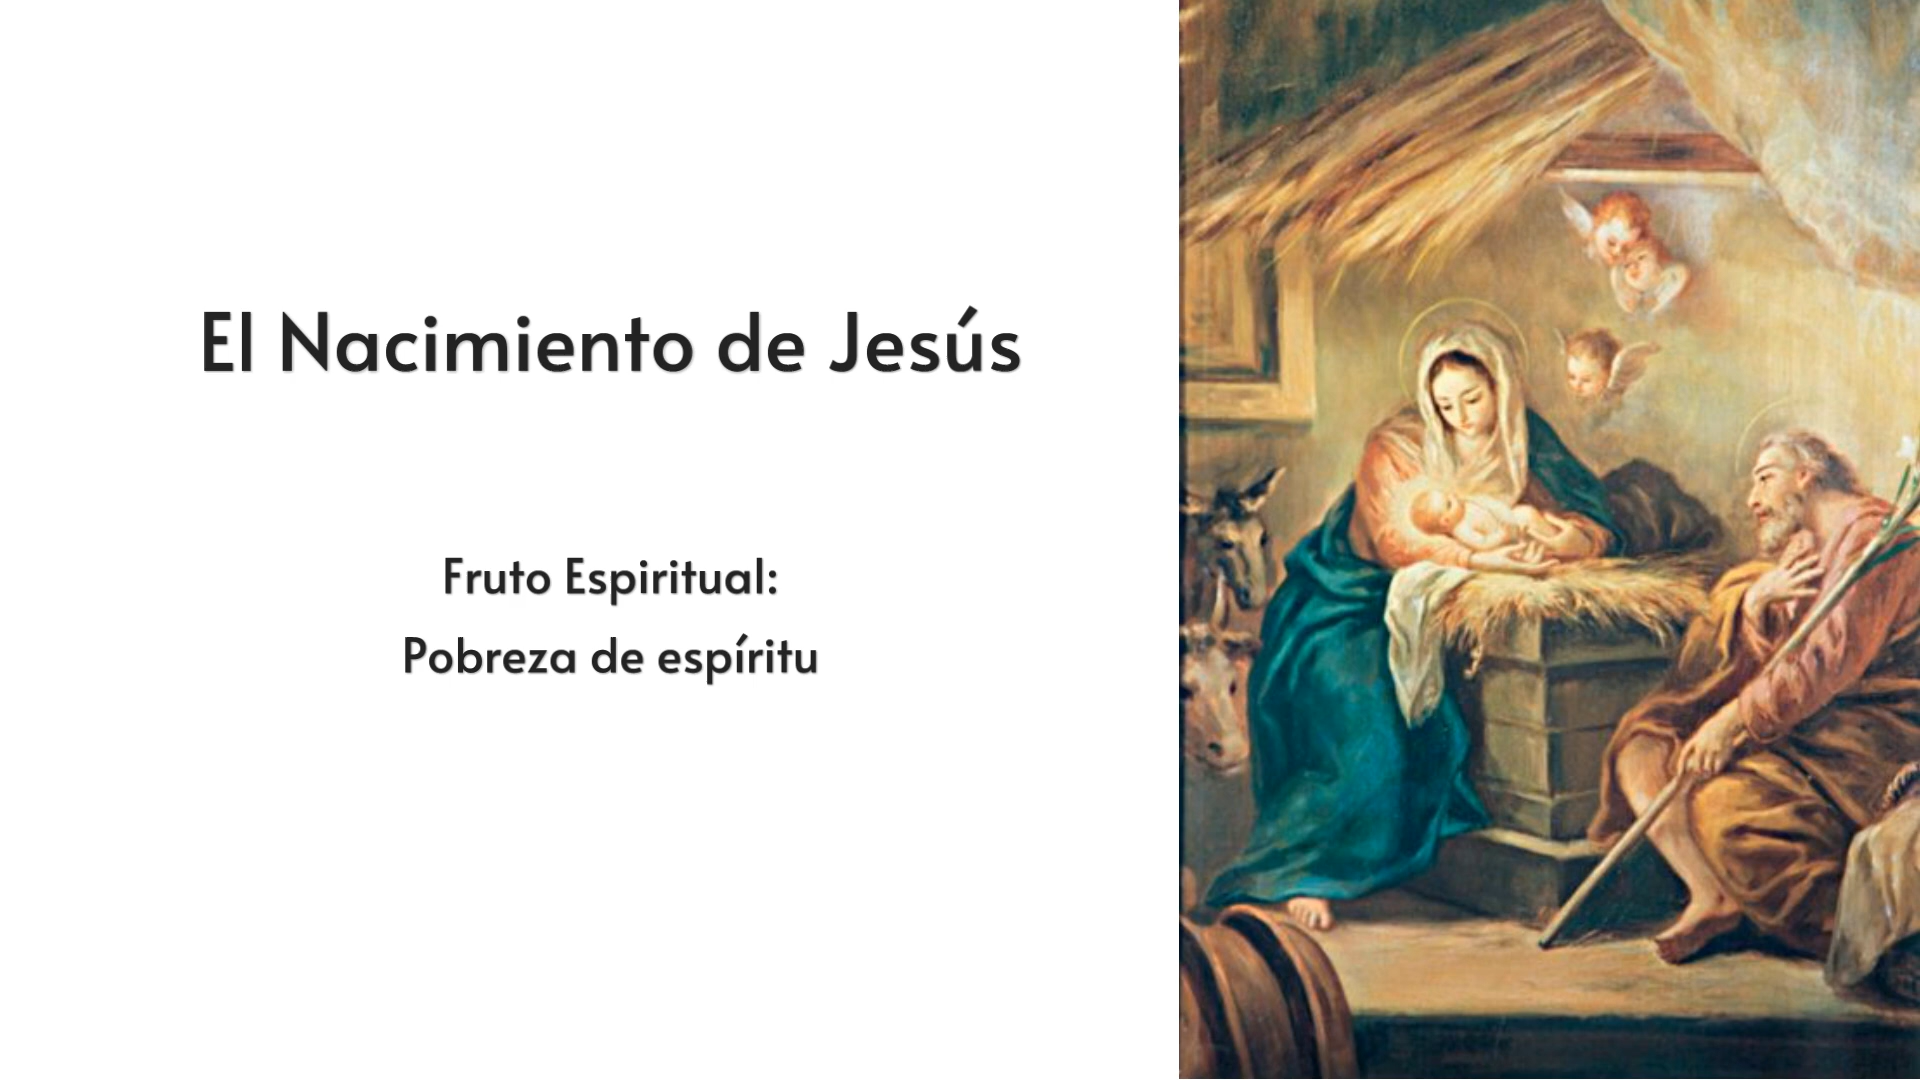 El Nacimiento de Jesús
Fruto Espiritual:
Pobreza de espíritu